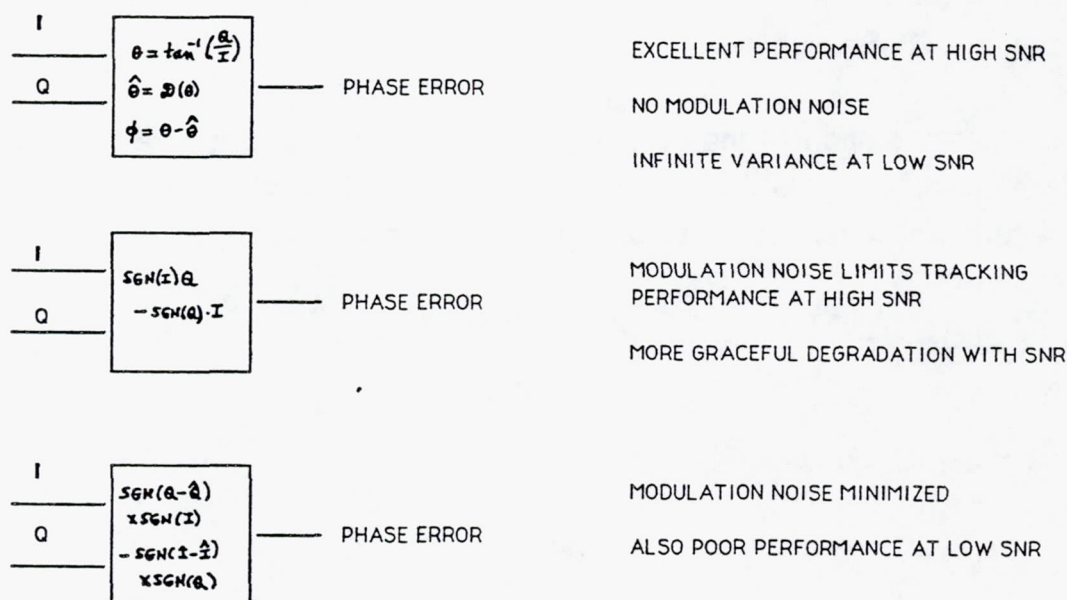 I
Q
θ = tan⁻¹(Q/I)
θ̂ = D(θ)
φ = θ - θ̂
PHASE ERROR
EXCELLENT PERFORMANCE AT HIGH SNR
NO MODULATION NOISE
INFINITE VARIANCE AT LOW SNR
I
Q
SGN(I)Q
- SGN(Q)·I
PHASE ERROR
MODULATION NOISE LIMITS TRACKING
PERFORMANCE AT HIGH SNR
MORE GRACEFUL DEGRADATION WITH SNR
I
Q
SGN(Q-Q̂)
xSGN(I)
-SGN(I-Î)
xSGN(Q)
PHASE ERROR
MODULATION NOISE MINIMIZED
ALSO POOR PERFORMANCE AT LOW SNR